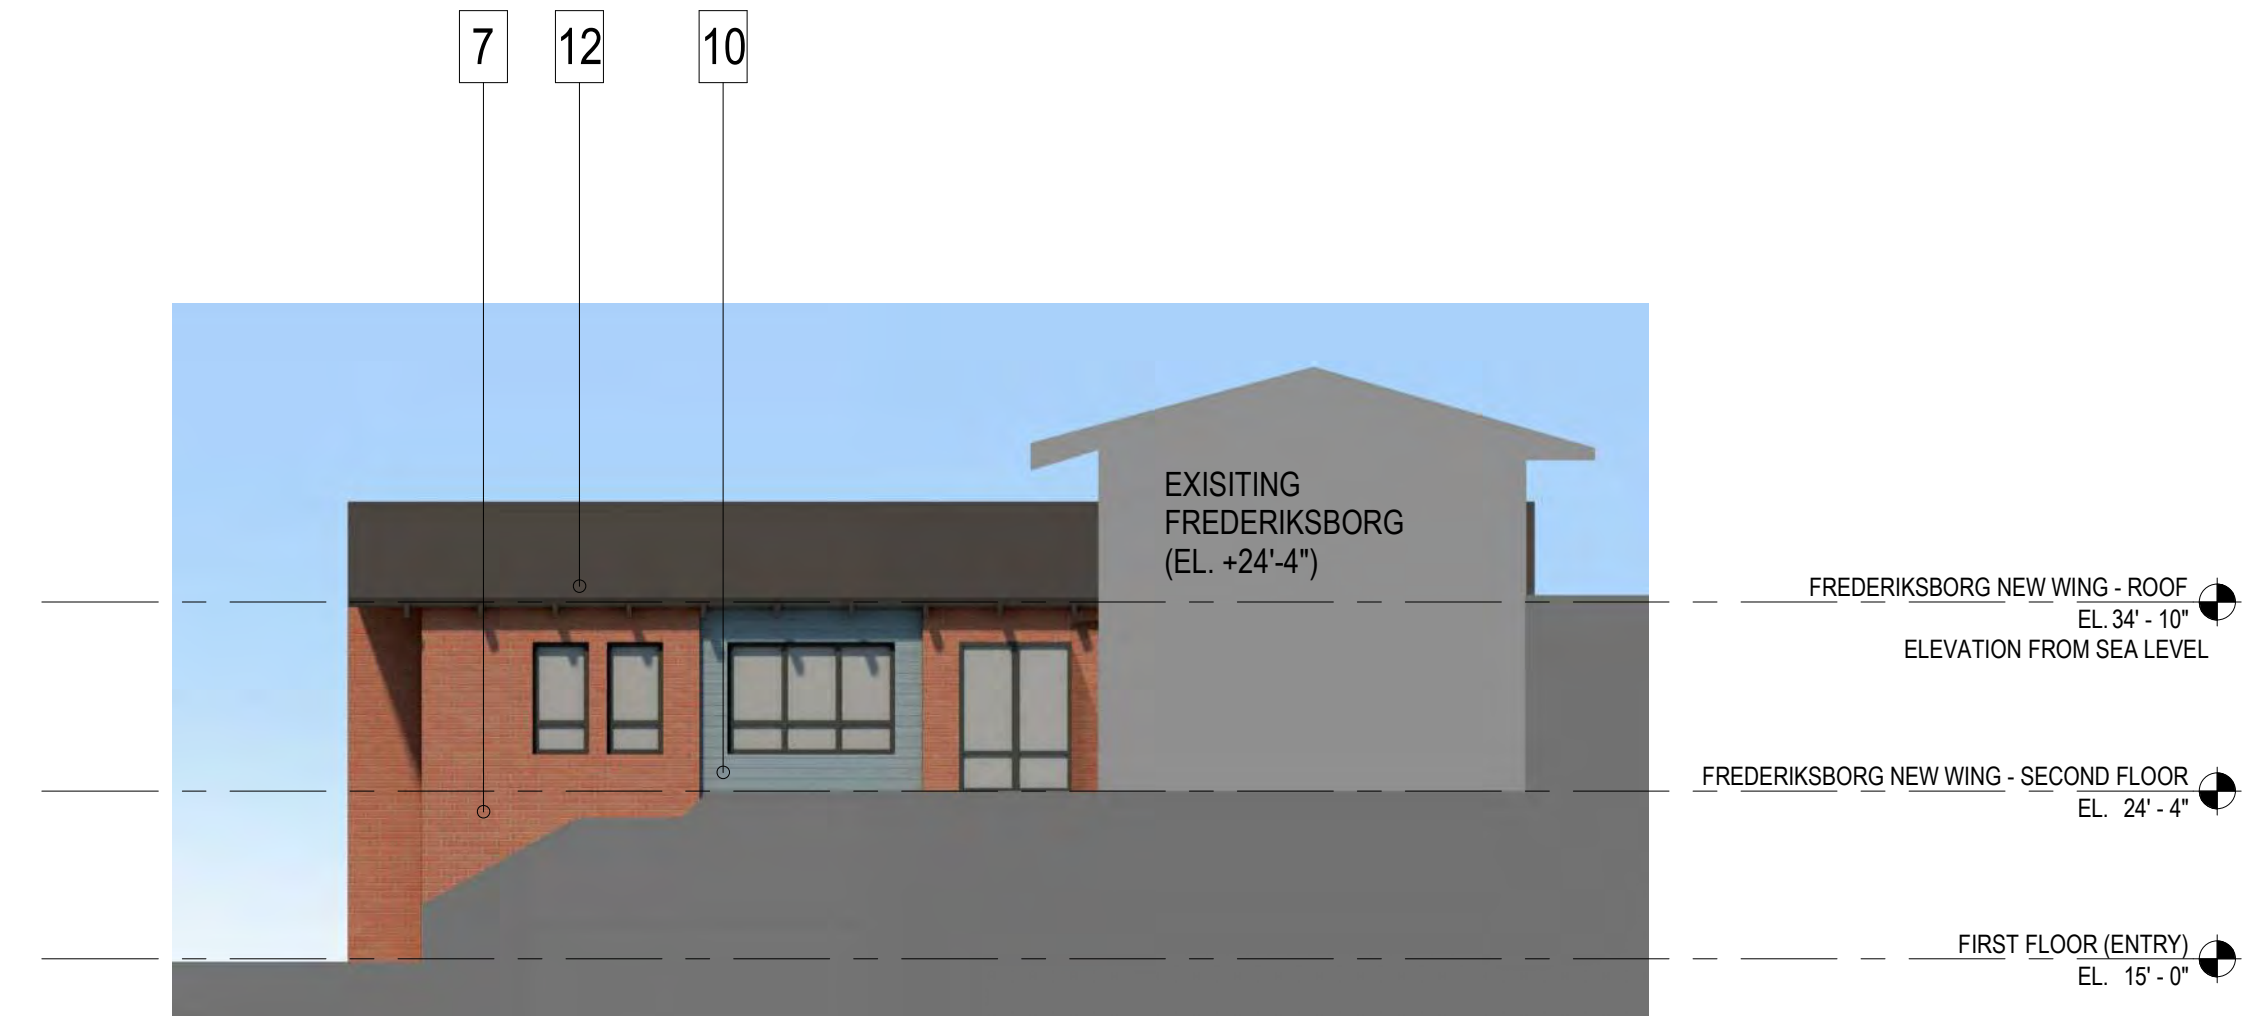 7
12
10
EXISITING
FREDERIKSBORG
(EL. +24'-4")
FREDERIKSBORG NEW WING - ROOF
EL. 34' - 10"
ELEVATION FROM SEA LEVEL
FREDERIKSBORG NEW WING - SECOND FLOOR
EL. 24' - 4"
FIRST FLOOR (ENTRY)
EL. 15' - 0"